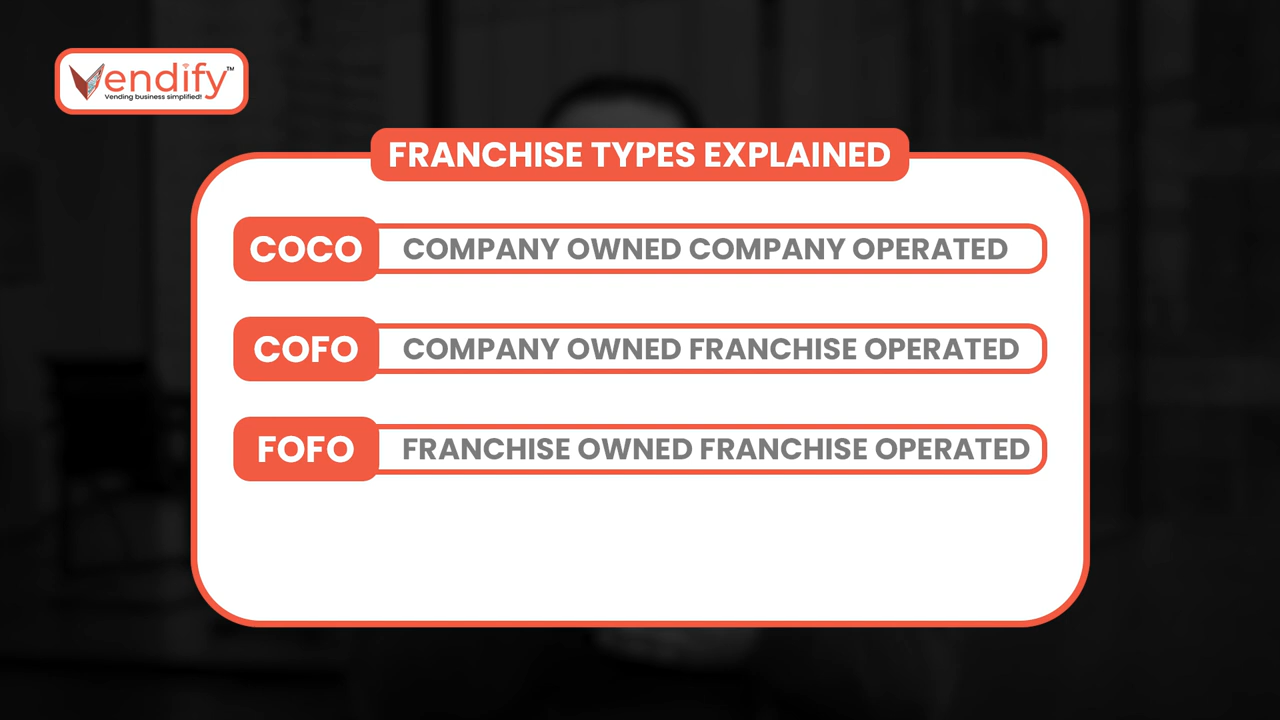 Vendify™
Vending business simplified!
FRANCHISE TYPES EXPLAINED
COCO COMPANY OWNED COMPANY OPERATED
COFO COMPANY OWNED FRANCHISE OPERATED
FOFO FRANCHISE OWNED FRANCHISE OPERATED